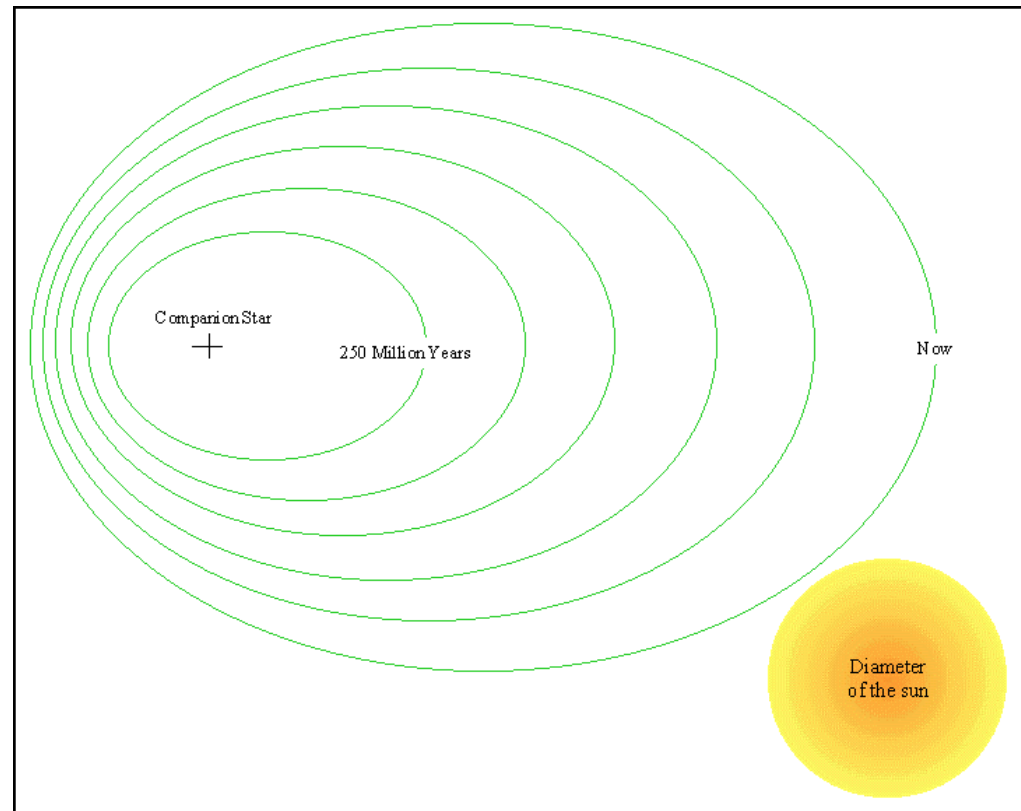 Companion Star
250 Million Years
Now
Diameter
of the sun